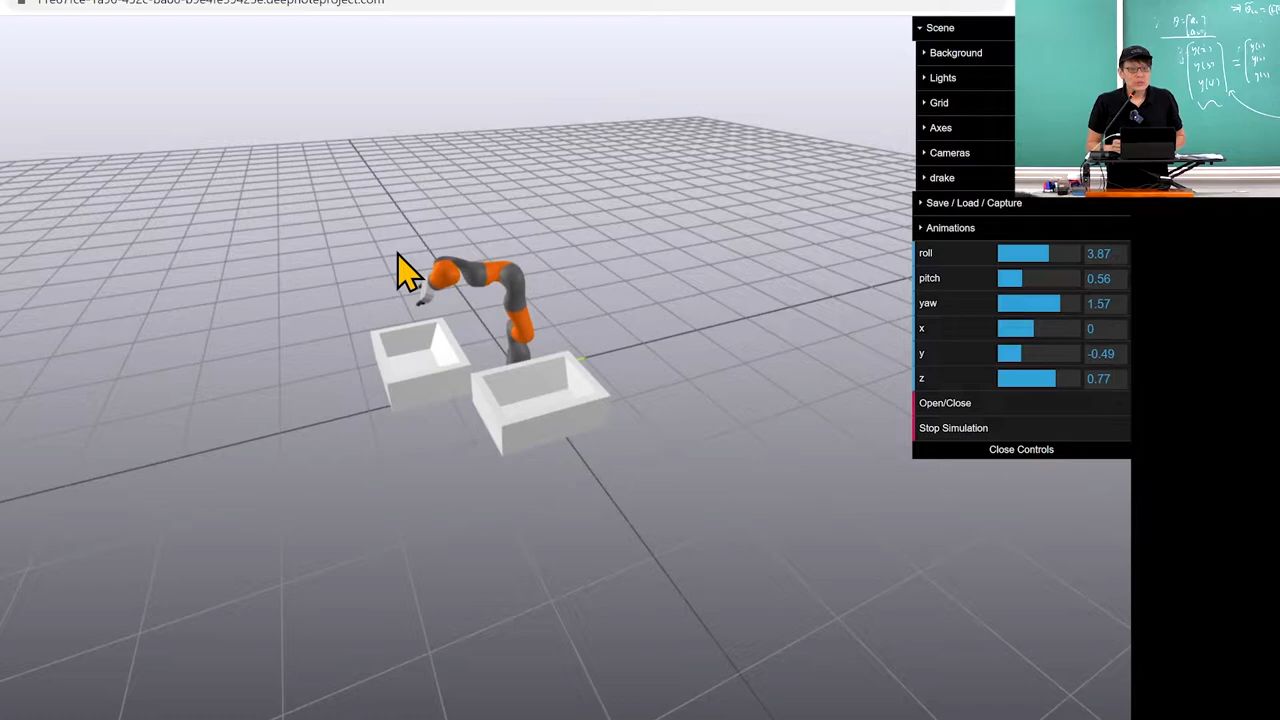 Scene
Background
Lights
Grid
Axes
Cameras
drake
Save / Load / Capture
Animations
roll 3.87
pitch 0.56
yaw 1.57
x 0
y -0.49
z 0.77
Open/Close
Stop Simulation
Close Controls